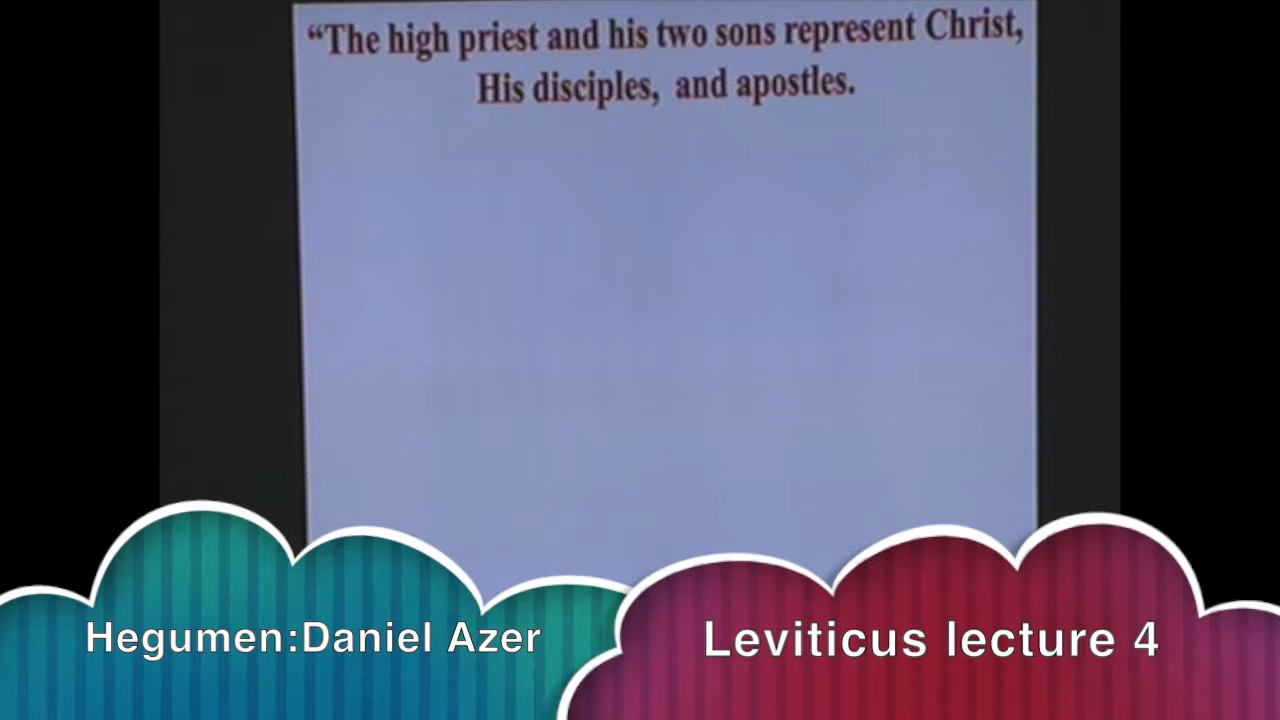 “The high priest and his two sons represent Christ,
His disciples, and apostles.
Hegumen:Daniel Azer
Leviticus lecture 4